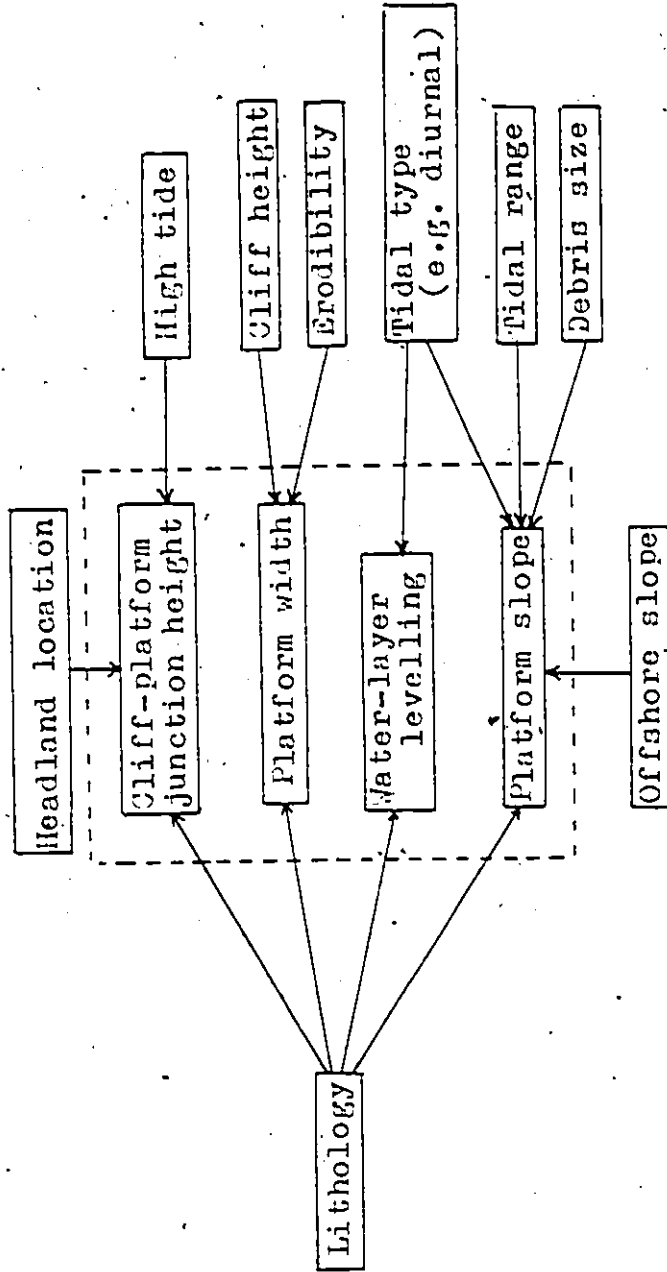 Headland location
Cliff-platform
junction height
High tide
Platform width
Cliff height
Erodibility
Lithology
Water-layer
levelling
Tidal type
(e.g. diurnal)
Platform slope
Tidal range
Debris size
Offshore slope